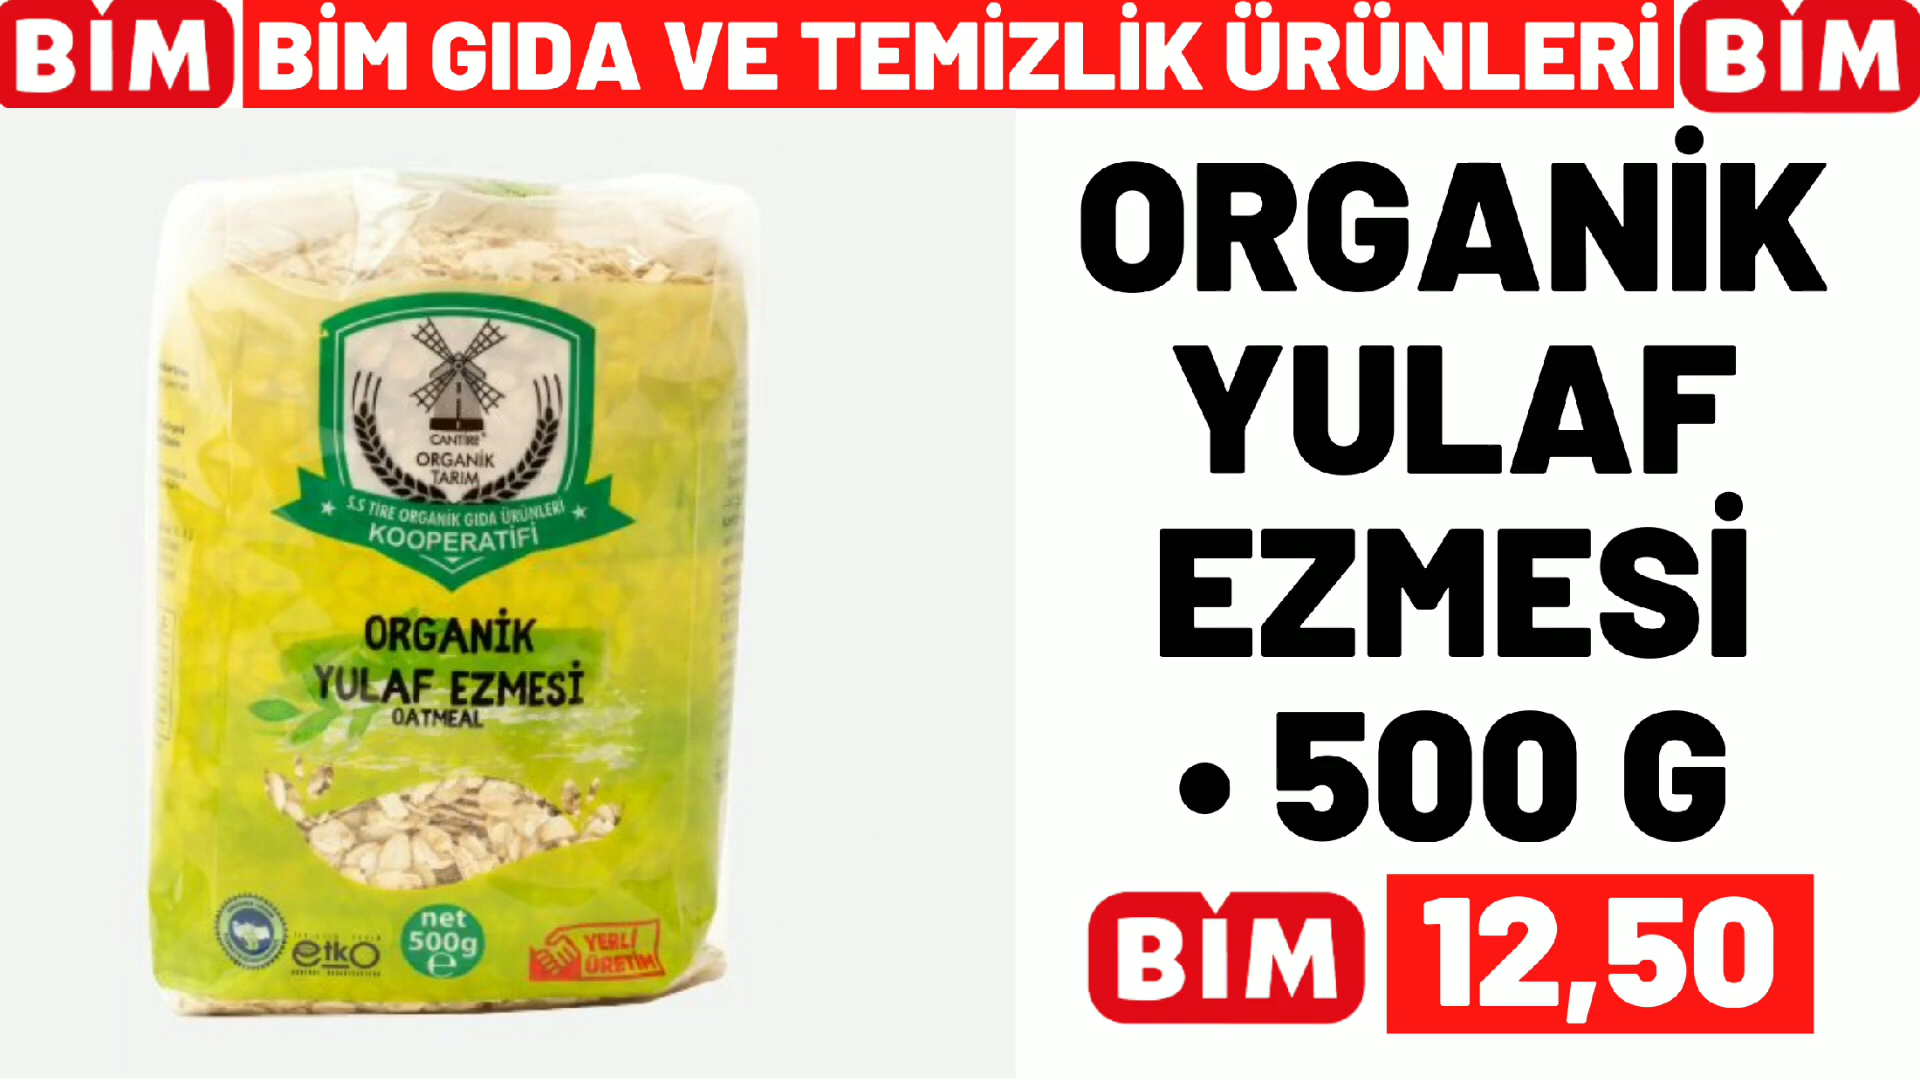 BİM BİM GIDA VE TEMİZLİK ÜRÜNLERİ BİM
ORGANİK
YULAF
EZMESİ
• 500 G
BİM 12,50
CANTİRE®
ORGANİK
TARIM
S.S TİRE ORGANİK GIDA ÜRÜNLERİ
KOOPERATİFİ
ORGANİK
YULAF EZMESİ
OATMEAL
etko
net
500g
e
YERLİ
ÜRETİM